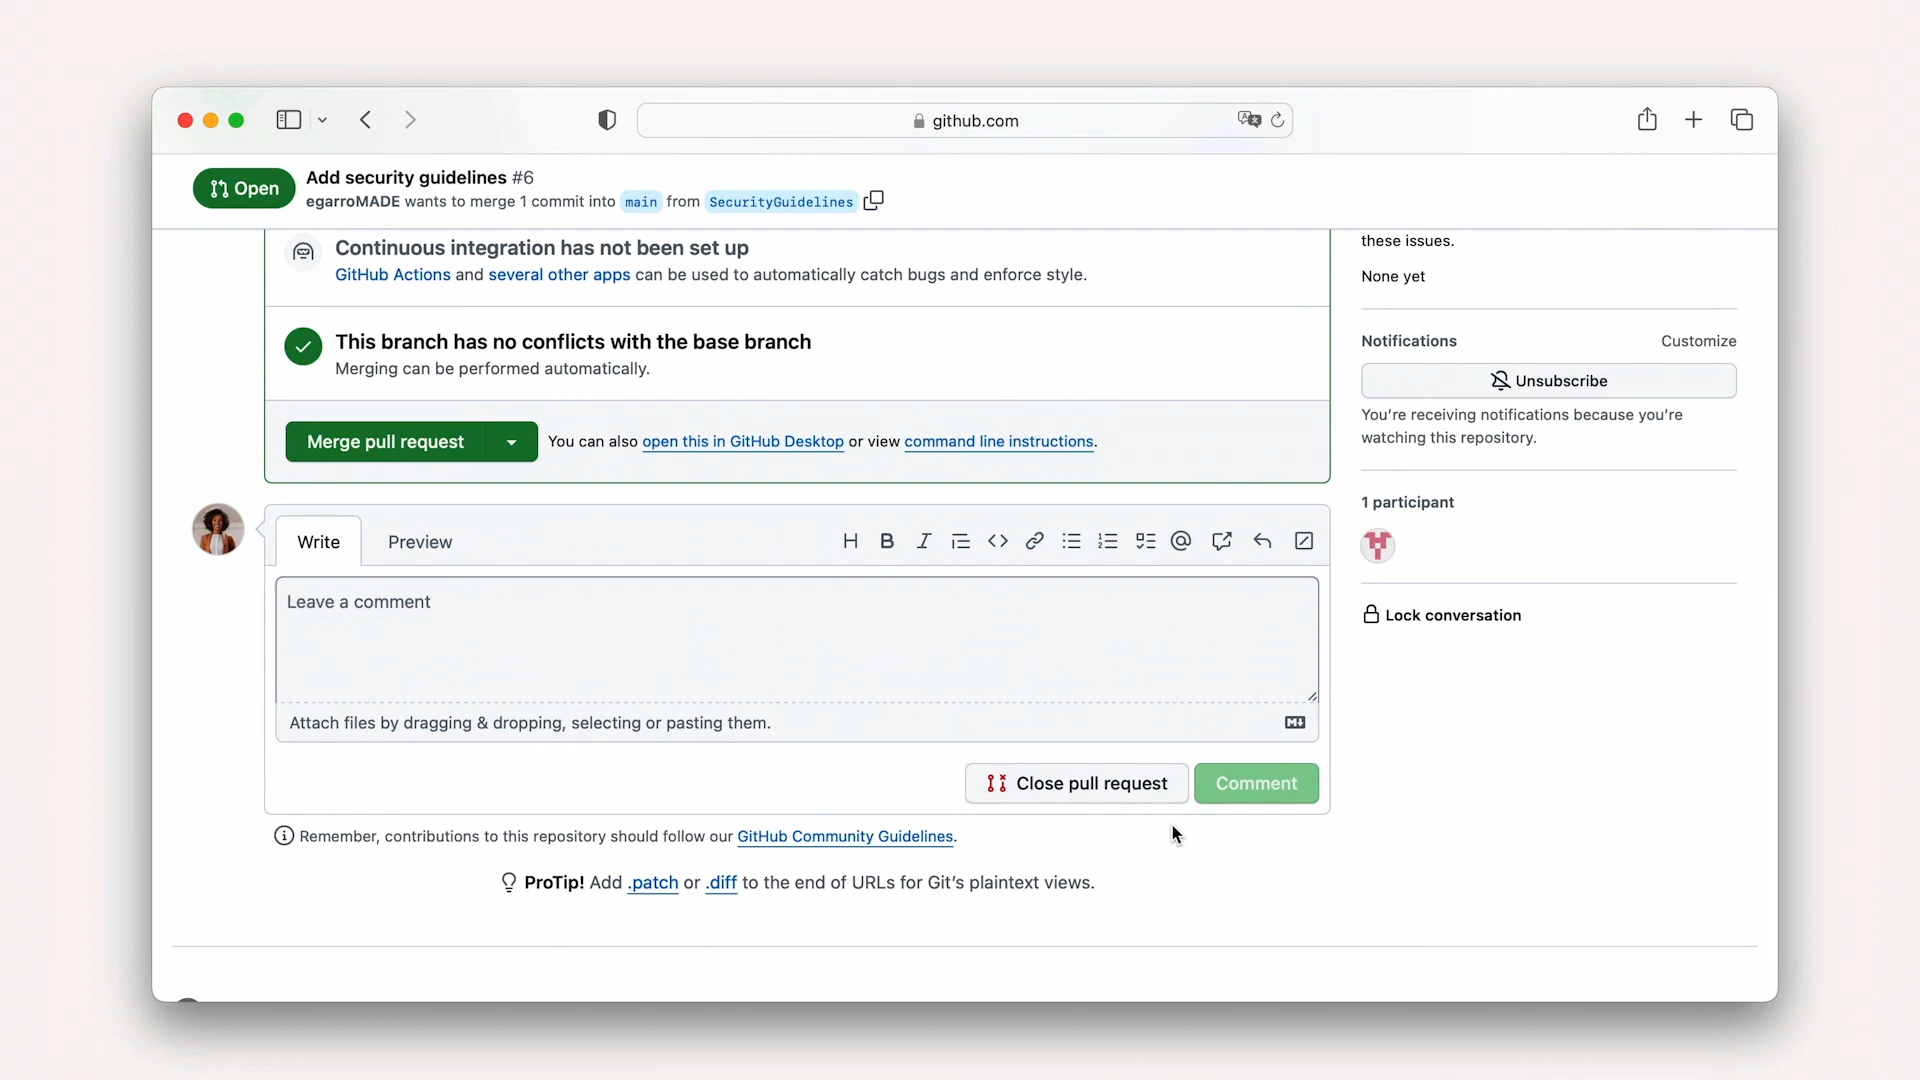 github.com
Open
Add security guidelines #6
egarroMADE wants to merge 1 commit into main from SecurityGuidelines
Continuous integration has not been set up
GitHub Actions and several other apps can be used to automatically catch bugs and enforce style.
This branch has no conflicts with the base branch
Merging can be performed automatically.
Merge pull request
You can also open this in GitHub Desktop or view command line instructions.
Write
Preview
Leave a comment
Attach files by dragging & dropping, selecting or pasting them.
Close pull request
Comment
Remember, contributions to this repository should follow our GitHub Community Guidelines.
ProTip! Add .patch or .diff to the end of URLs for Git’s plaintext views.
these issues.
None yet
Notifications
Customize
Unsubscribe
You’re receiving notifications because you’re
watching this repository.
1 participant
Lock conversation